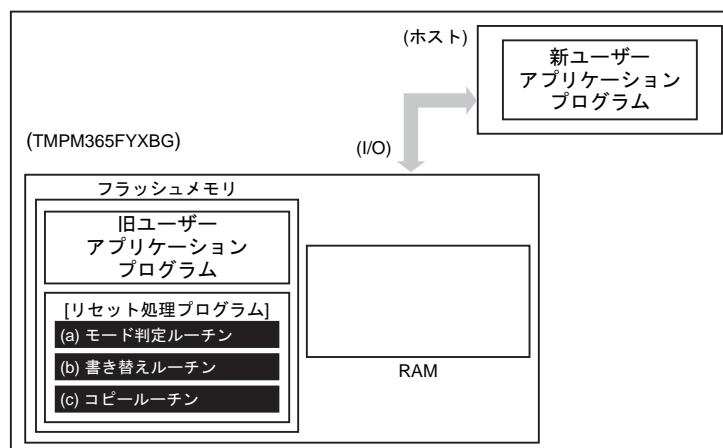 (ホスト)
新ユーザー
アプリケーション
プログラム
(TMPM365FYXBG)
(I/O)
フラッシュメモリ
旧ユーザー
アプリケーション
プログラム
[リセット処理プログラム]
(a) モード判定ルーチン
(b) 書き替えルーチン
(c) コピールーチン
RAM